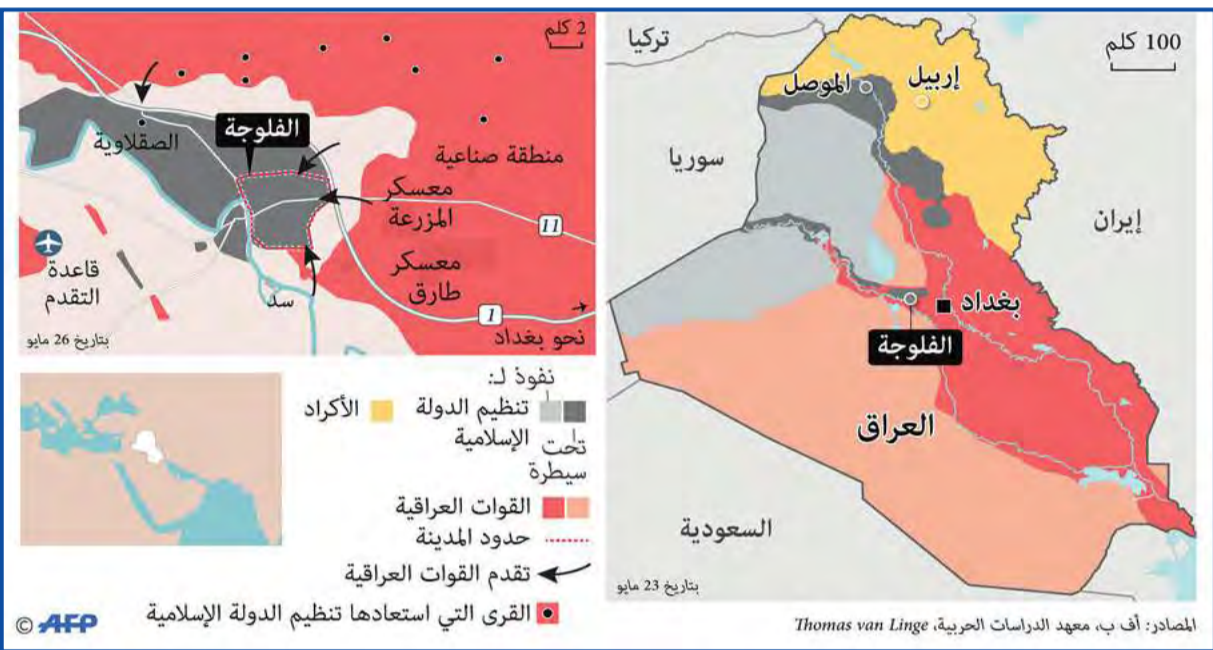 100 كلم
تركيا
إربيل
الموصل
سوريا
إيران
بغداد
الفلوجة
العراق
السعودية
بتاريخ 23 مايو
المصادر: أف ب، معهد الدراسات الحربية، Thomas van Linge
2 كلم
الفلوجة
الصقلاوية
منطقة صناعية
معسكر
المزرعة
11
معسكر
طارق
قاعدة
التقدم
سد
1
نحو بغداد
بتاريخ 26 مايو
نفوذ لـ:
تنظيم الدولة
الإسلامية
تحت
سيطرة
الأكراد
القوات العراقية
حدود المدينة
تقدم القوات العراقية
القرى التي استعادها تنظيم الدولة الإسلامية
© AFP